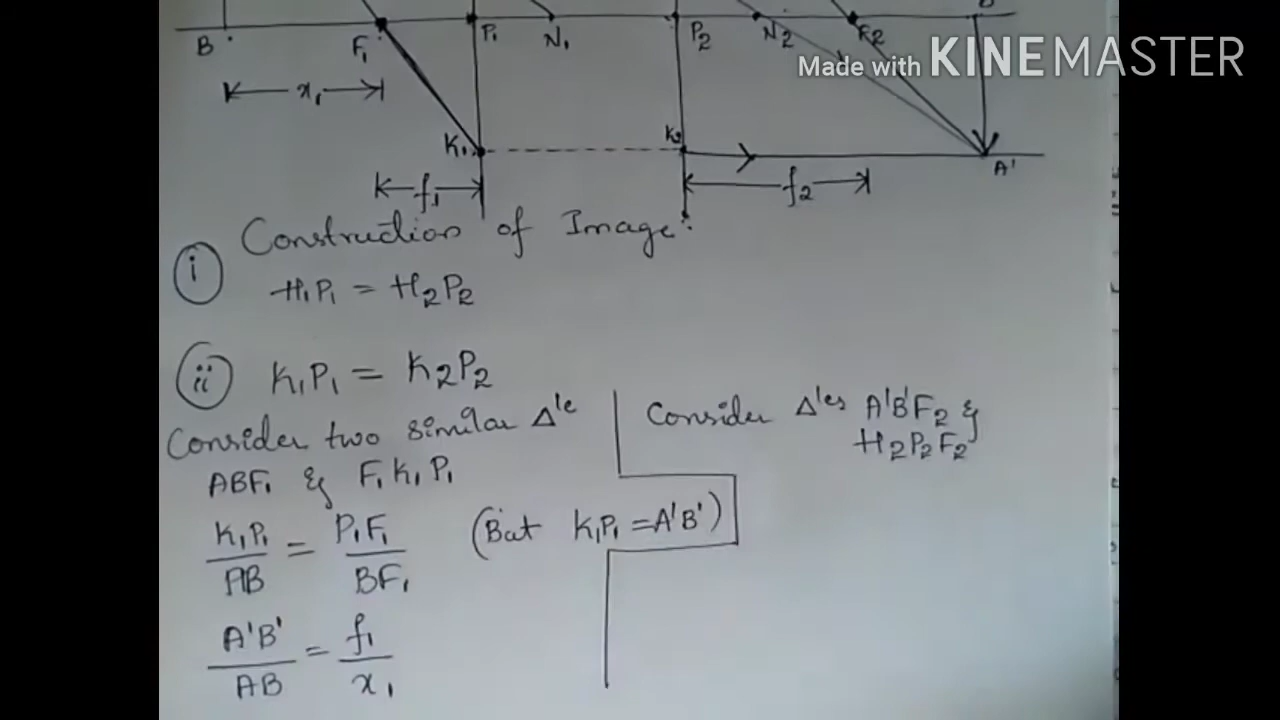 B F₁ P₁ N₁ P₂ N₂ F₂
Made with KINEMASTER
x₁
K₁ K₂ A'
f₁ f₂
i Construction of Image:
H₁P₁ = H₂P₂
ii K₁P₁ = K₂P₂
Consider two similar Δ'e
ABF₁ & F₁K₁P₁
K₁P₁/AB = P₁F₁/BF₁ (But K₁P₁ = A'B')
A'B'/AB = f₁/x₁
Consider Δ'es A'B'F₂ &
H₂P₂F₂